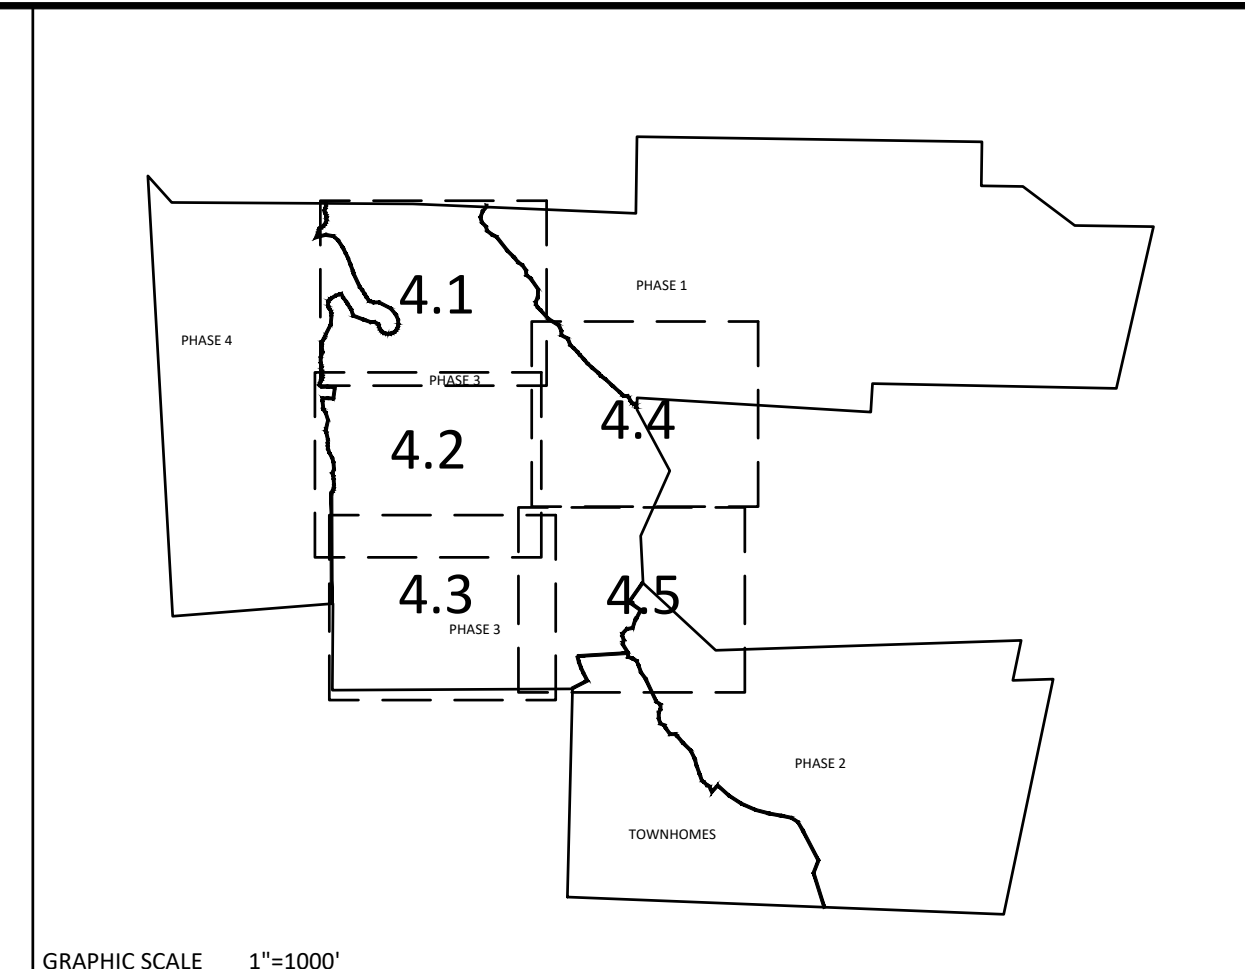 PHASE 1
4.1
PHASE 4
PHASE 3
4.4
4.2
4.3
4.5
PHASE 3
PHASE 2
TOWNHOMES
GRAPHIC SCALE 1"=1000'